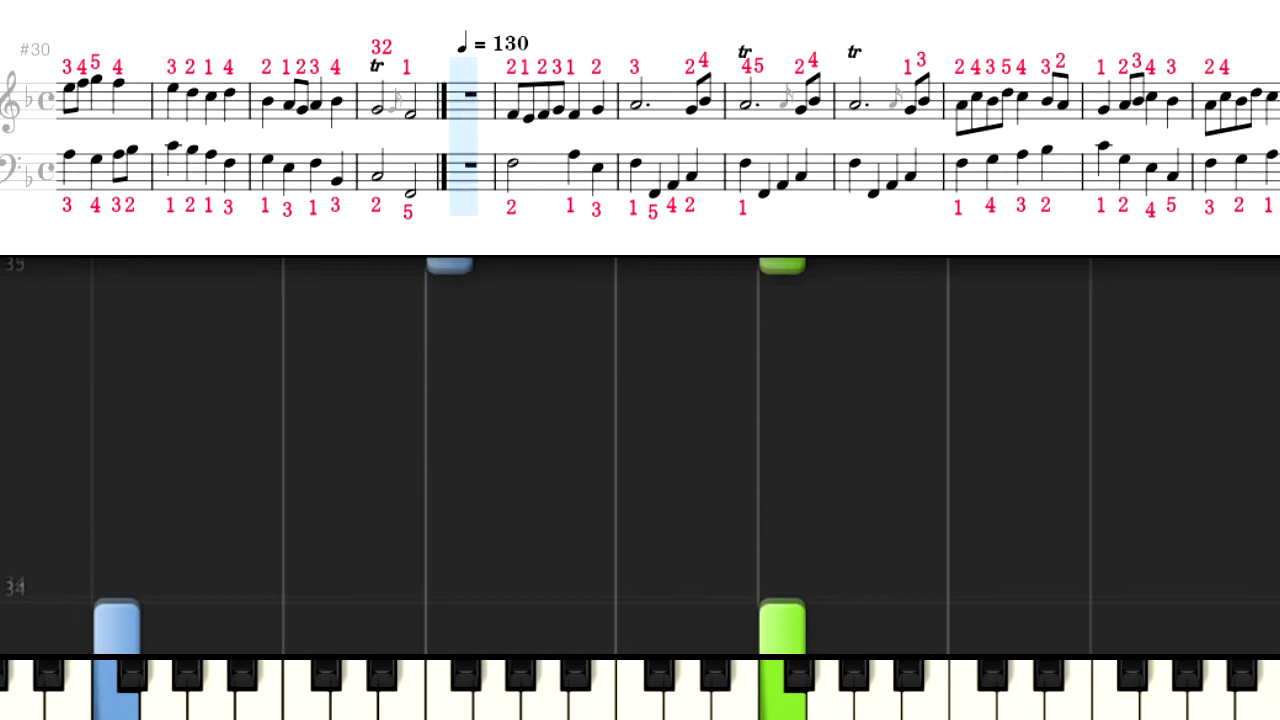 #30
♩ = 130
32
tr
tr
tr
3 4 5 4 3 2 1 4 2 1 2 3 4 1 2 1 2 3 1 2 3 2 4 4 5 2 4 1 3 2 4 3 5 4 3 2 1 2 3 4 3 2 4
3 4 3 2 1 2 1 3 1 3 1 3 2 5 2 1 3 1 5 4 2 1 1 4 3 2 1 2 4 5 3 2 1
35
34
34